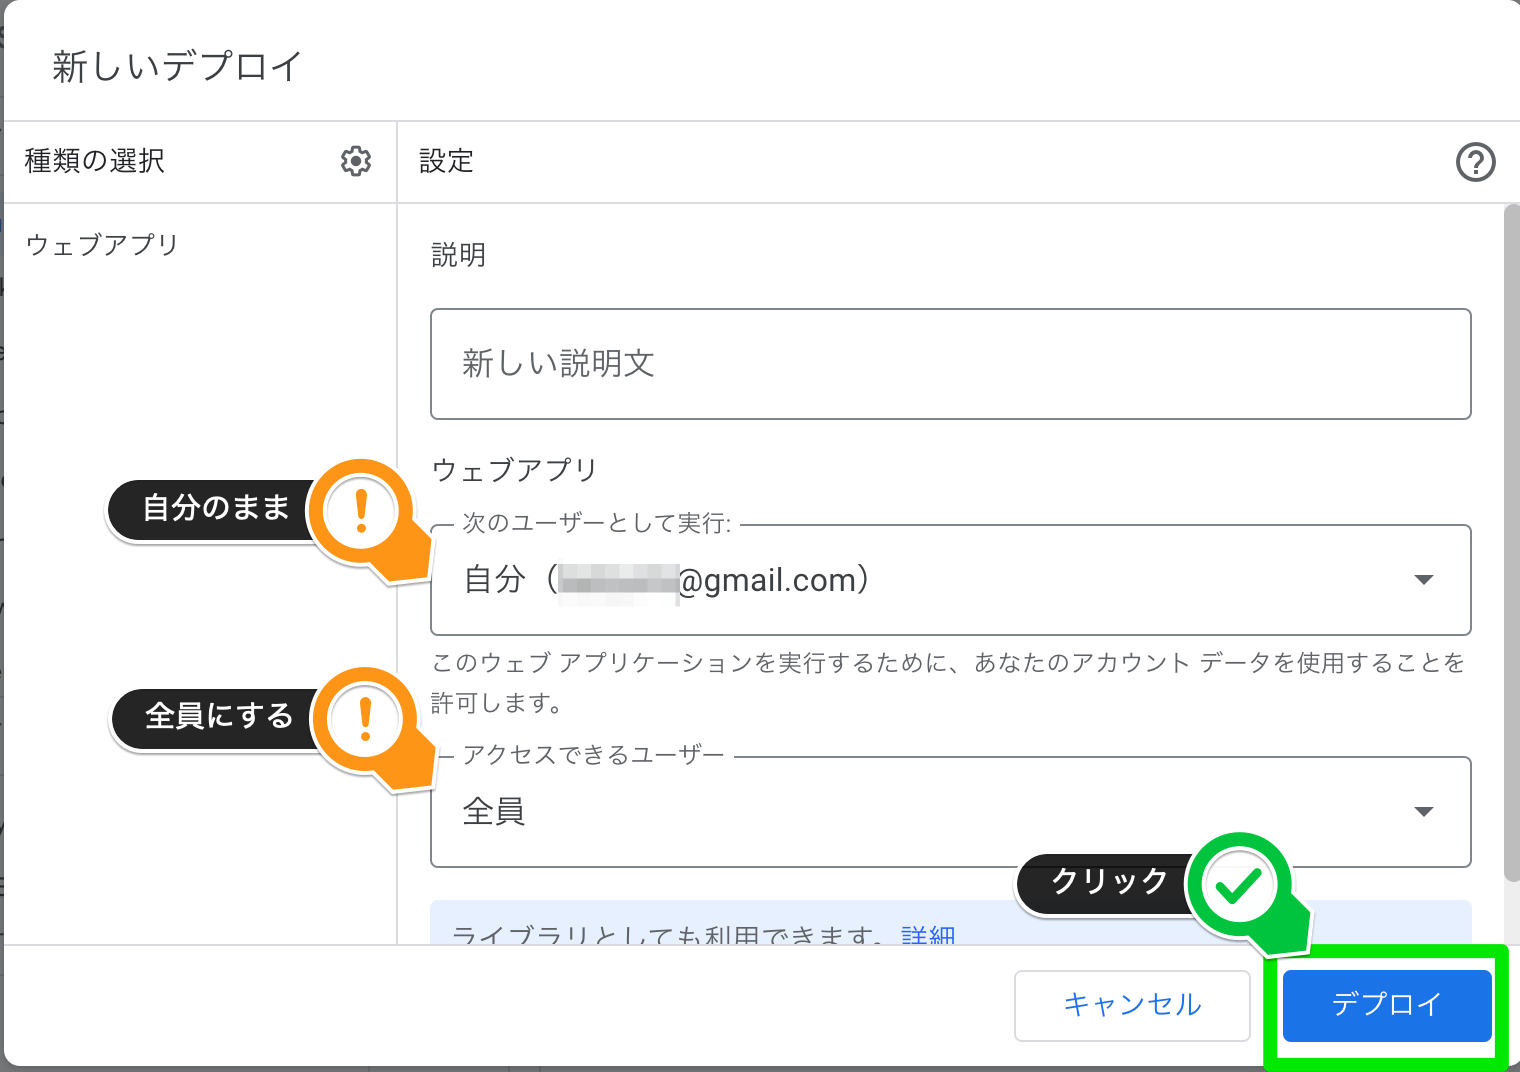 新しいデプロイ
種類の選択
設定
ウェブアプリ
説明
新しい説明文
ウェブアプリ
自分のまま
次のユーザーとして実行:
自分（@gmail.com）
このウェブ アプリケーションを実行するために、あなたのアカウント データを使用することを
許可します。
全員にする
アクセスできるユーザー
全員
クリック
ライブラリとしても利用できます。詳細
キャンセル
デプロイ